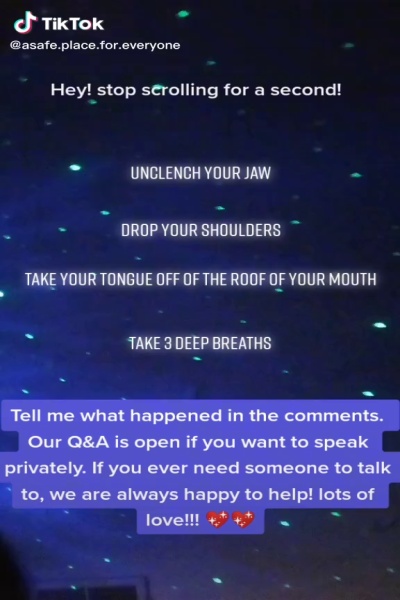 TikTok
@asafe.place.for.everyone
Hey! stop scrolling for a second!
UNCLENCH YOUR JAW
DROP YOUR SHOULDERS
TAKE YOUR TONGUE OFF OF THE ROOF OF YOUR MOUTH
TAKE 3 DEEP BREATHS
Tell me what happened in the comments.
Our Q&A is open if you want to speak
privately. If you ever need someone to talk
to, we are always happy to help! lots of
love!!! 💖💖